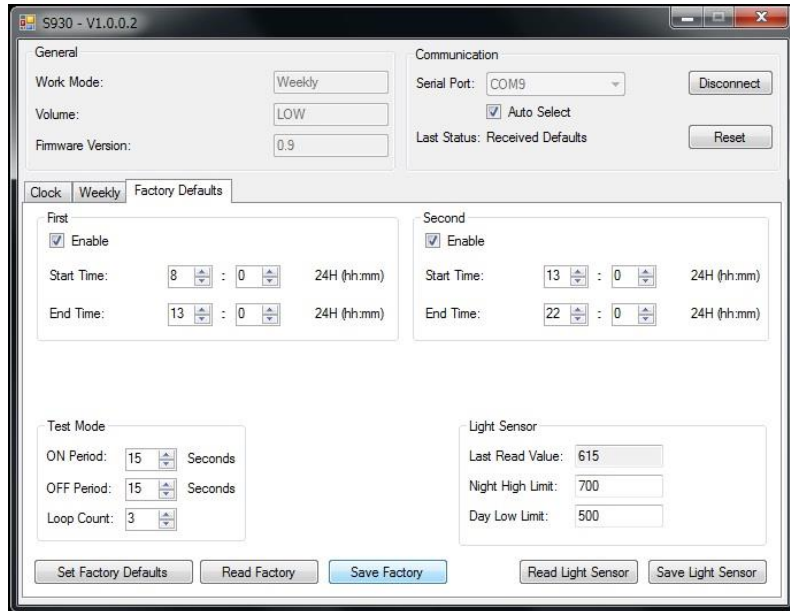 S930 - V1.0.0.2
General
Work Mode: Weekly
Volume: LOW
Firmware Version: 0.9
Communication
Serial Port: COM9 Disconnect
Auto Select
Last Status: Received Defaults Reset
Clock Weekly Factory Defaults
First
Enable
Start Time: 8 : 0 24H (hh:mm)
End Time: 13 : 0 24H (hh:mm)
Second
Enable
Start Time: 13 : 0 24H (hh:mm)
End Time: 22 : 0 24H (hh:mm)
Test Mode
ON Period: 15 Seconds
OFF Period: 15 Seconds
Loop Count: 3
Light Sensor
Last Read Value: 615
Night High Limit: 700
Day Low Limit: 500
Set Factory Defaults Read Factory Save Factory Read Light Sensor Save Light Sensor